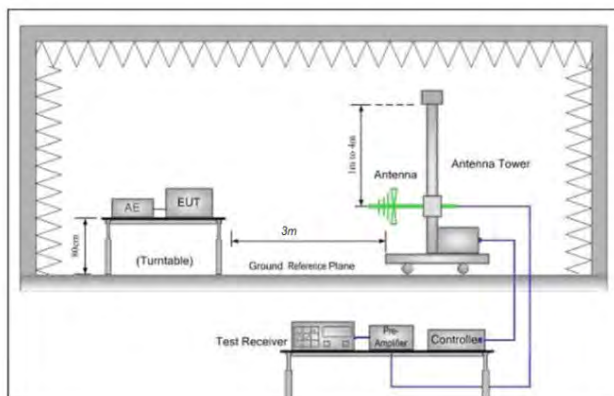 1m to 4m
Antenna
Antenna Tower
AE
EUT
80cm
3m
(Turntable)
Ground Reference Plane
Test Receiver
Pre-
Amplifier
Controller